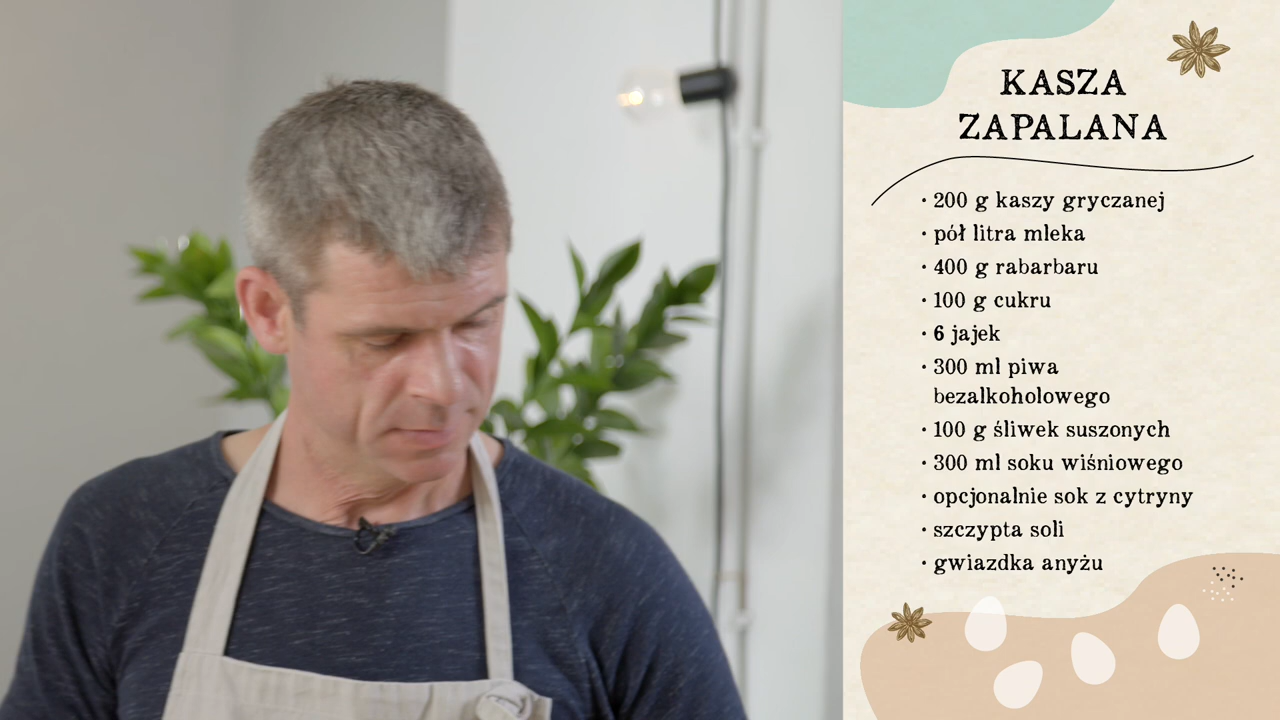 KASZA
ZAPALANA
· 200 g kaszy gryczanej
· pół litra mleka
· 400 g rabarbaru
· 100 g cukru
· 6 jajek
· 300 ml piwa
bezalkoholowego
· 100 g śliwek suszonych
· 300 ml soku wiśniowego
· opcjonalnie sok z cytryny
· szczypta soli
· gwiazdka anyżu